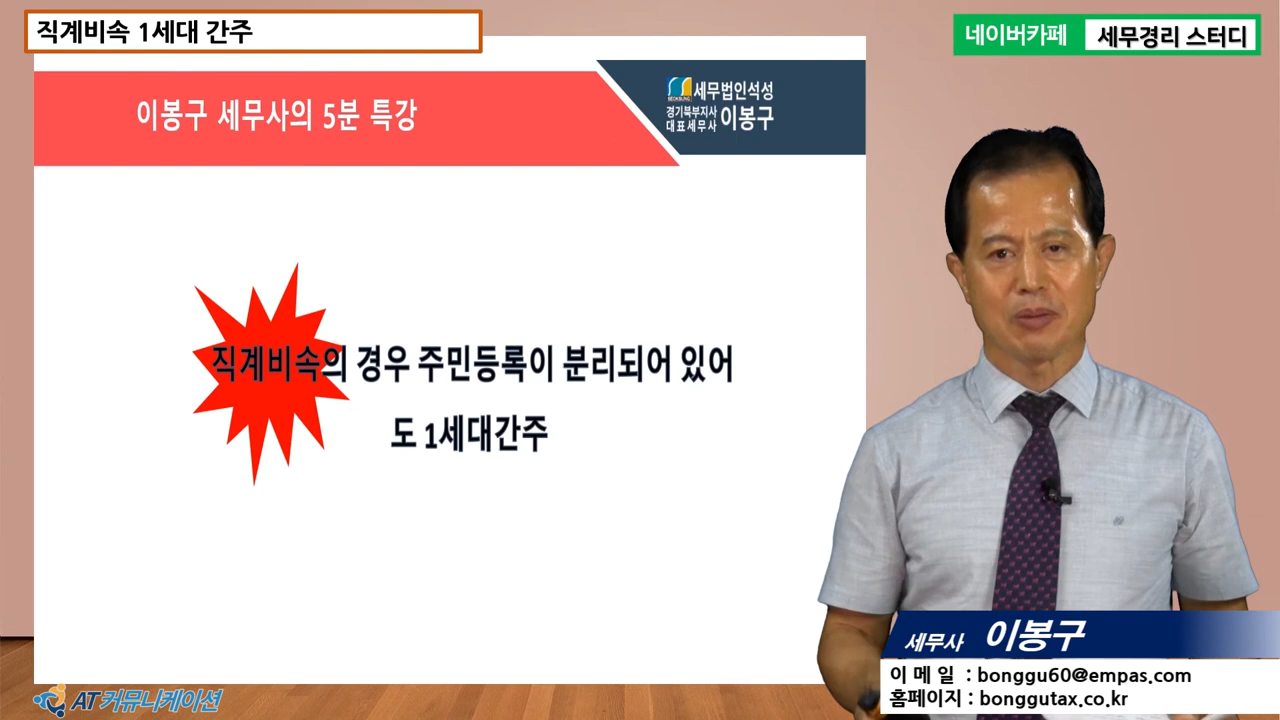 직계비속 1세대 간주
네이버카페 세무경리 스터디
이봉구 세무사의 5분 특강
SEOKSUNG 세무법인석성
경기북부지사
대표세무사 이봉구
직계비속의 경우 주민등록이 분리되어 있어
도 1세대간주
세무사 이봉구
이 메 일 : bonggu60@empas.com
홈페이지 : bonggutax.co.kr
AT커뮤니케이션